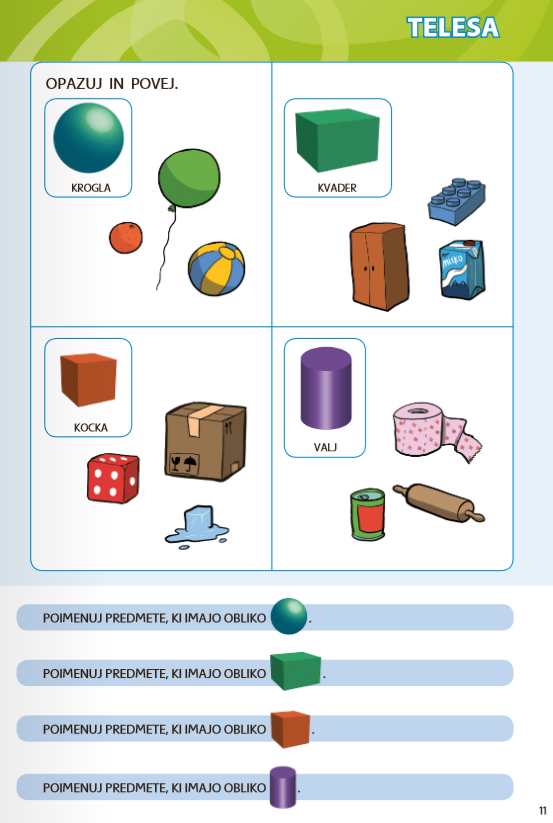 TELESA
OPAZUJ IN POVEJ.
KROGLA
KVADER
MLEKO
KOCKA
VALJ
POIMENUJ PREDMETE, KI IMAJO OBLIKO .
POIMENUJ PREDMETE, KI IMAJO OBLIKO .
POIMENUJ PREDMETE, KI IMAJO OBLIKO .
POIMENUJ PREDMETE, KI IMAJO OBLIKO .
11